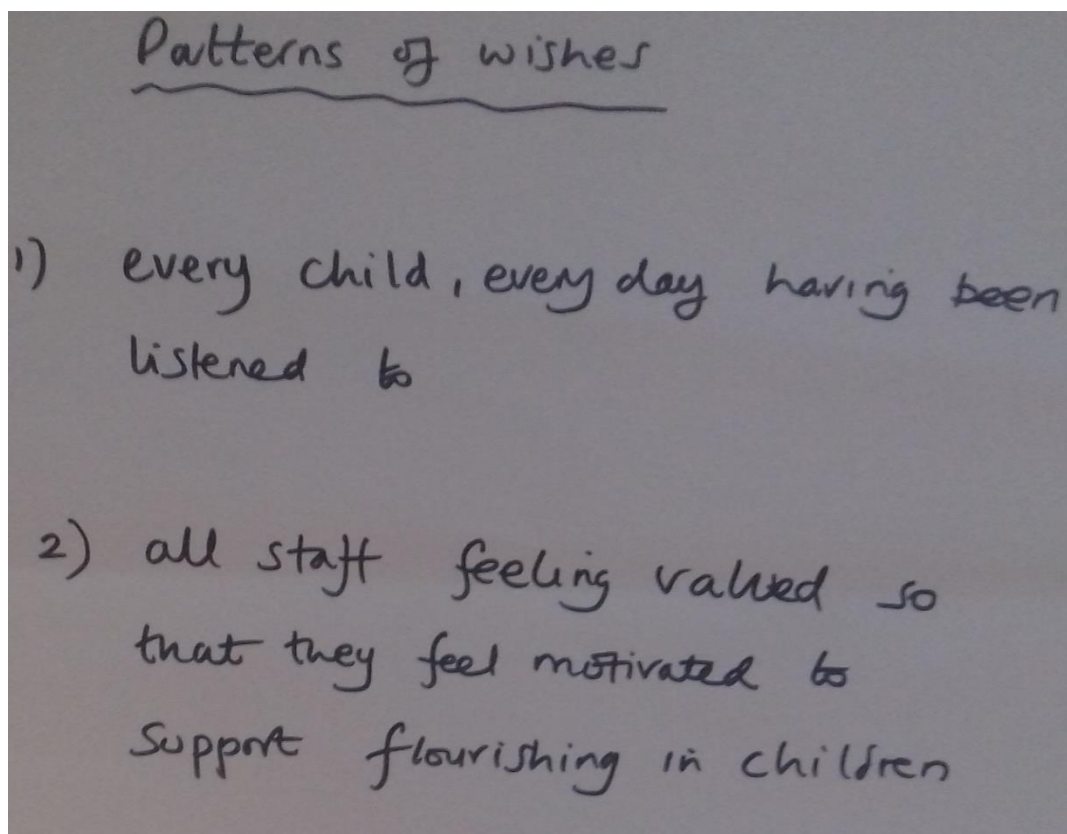 Patterns of wishes
1) every child, every day having been
listened to
2) all staff feeling valued so
that they feel motivated to
support flourishing in children